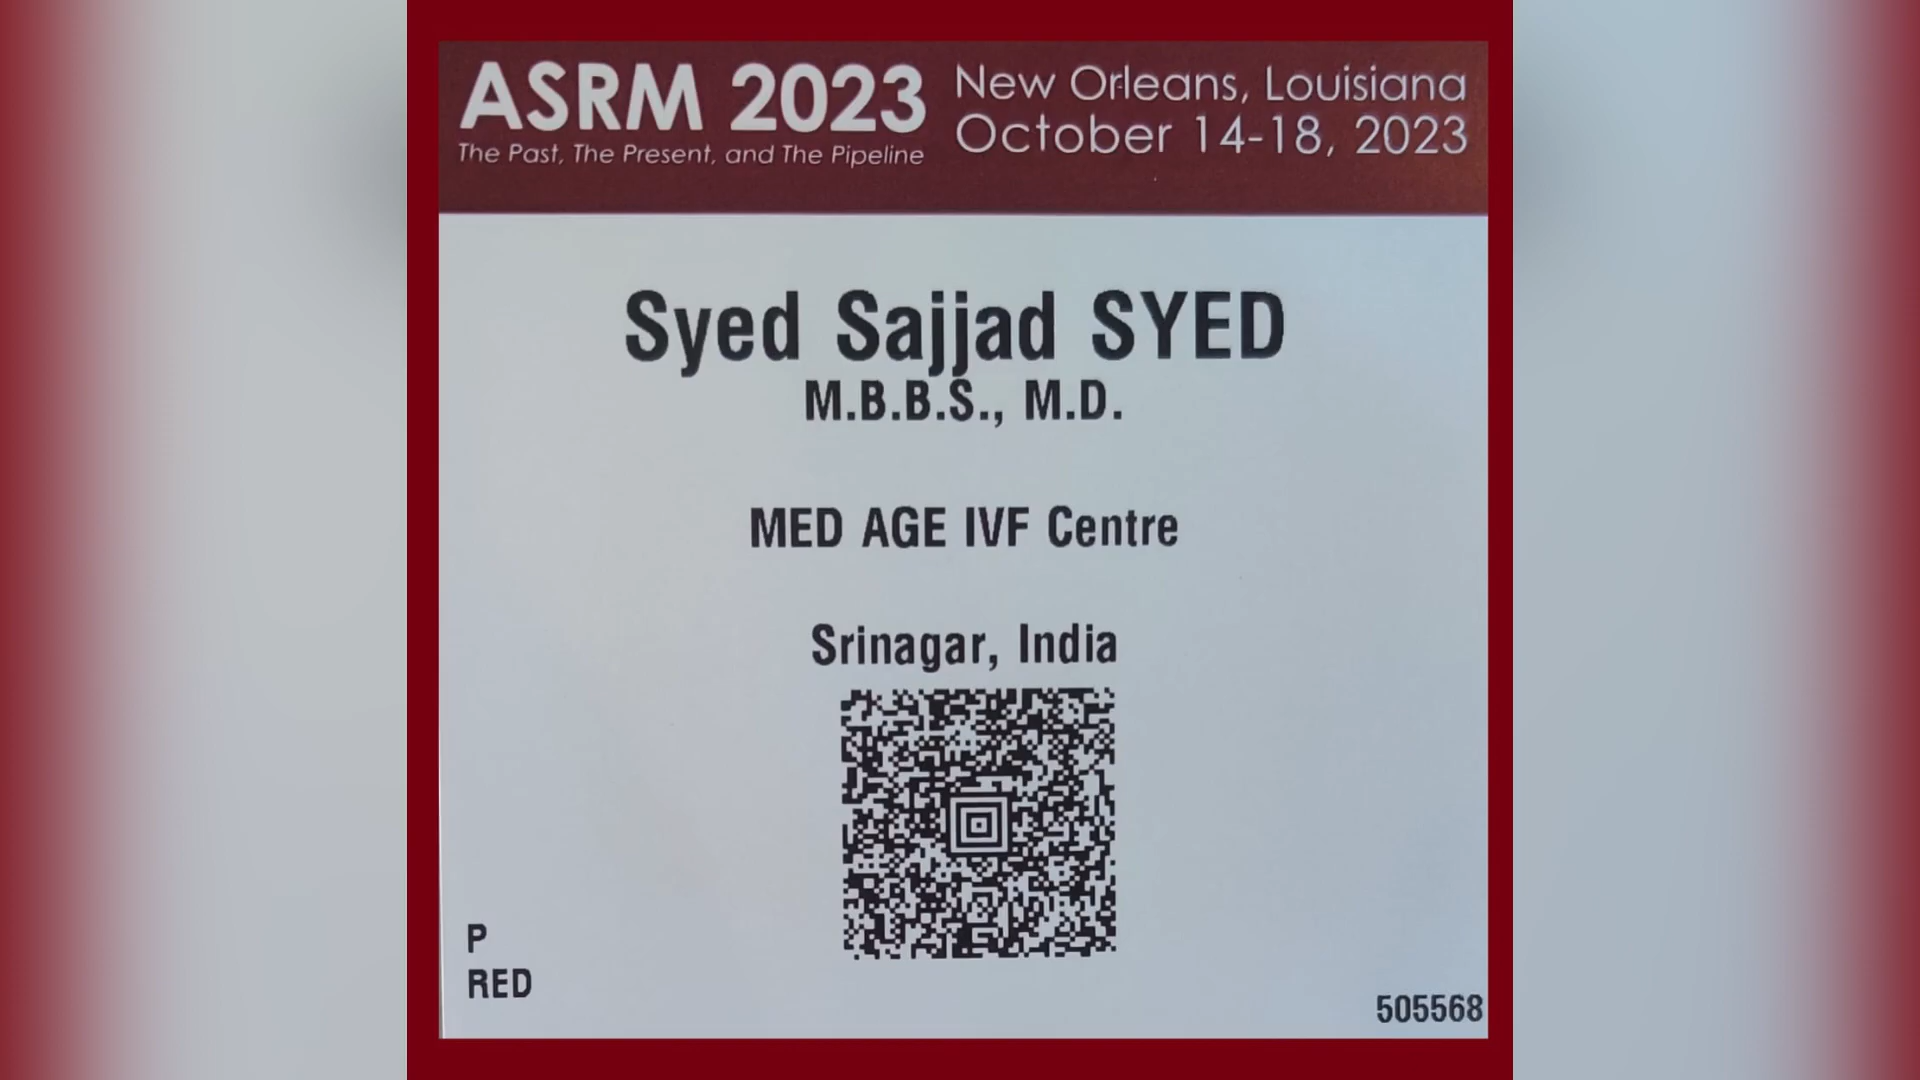 ASRM 2023
The Past, The Present, and The Pipeline
New Orleans, Louisiana
October 14-18, 2023
Syed Sajjad SYED
M.B.B.S., M.D.
MED AGE IVF Centre
Srinagar, India
P
RED
505568